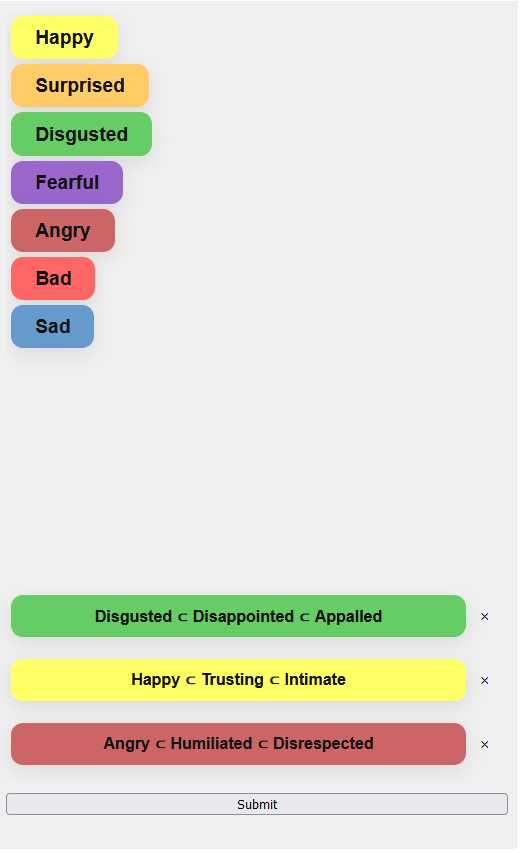 Happy
Surprised
Disgusted
Fearful
Angry
Bad
Sad
Disgusted ⊂ Disappointed ⊂ Appalled ×
Happy ⊂ Trusting ⊂ Intimate ×
Angry ⊂ Humiliated ⊂ Disrespected ×
Submit